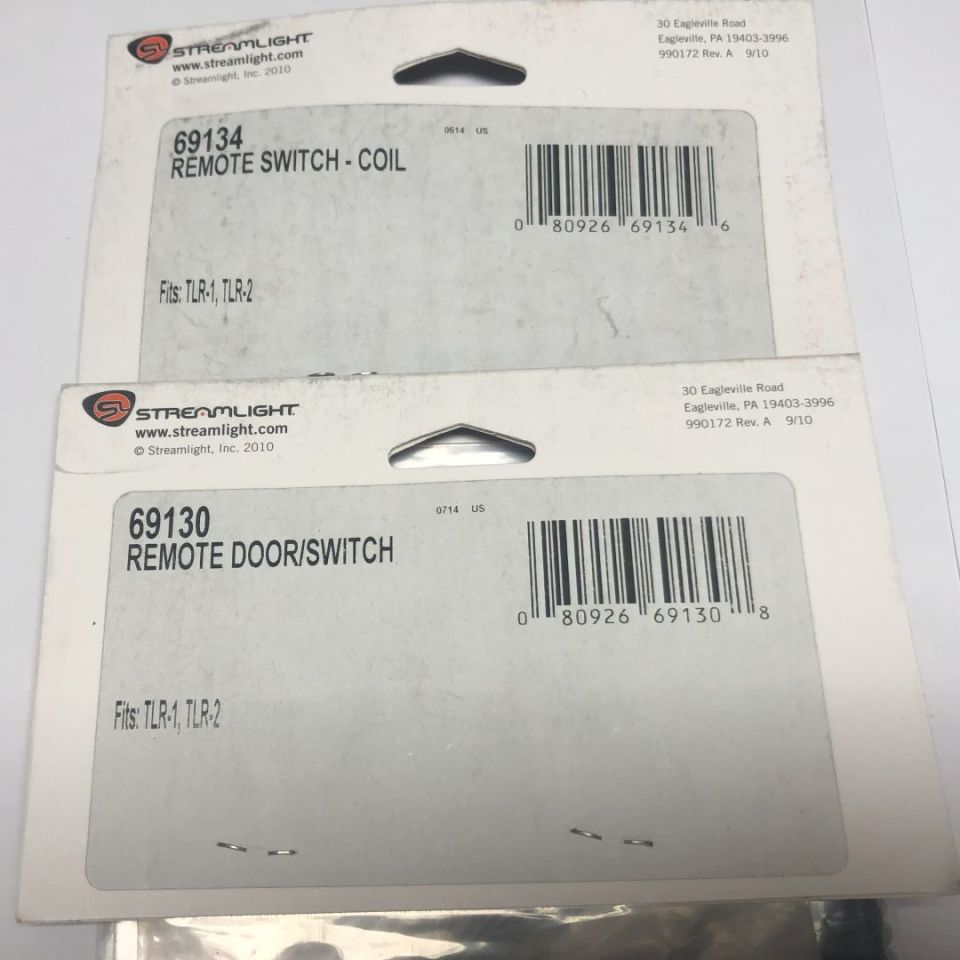 STREAMLIGHT
www.streamlight.com
© Streamlight, Inc. 2010
30 Eagleville Road
Eagleville, PA 19403-3996
990172 Rev. A 9/10
69134
REMOTE SWITCH - COIL
0614 US
0 80926 69134 6
Fits: TLR-1, TLR-2
STREAMLIGHT
www.streamlight.com
© Streamlight, Inc. 2010
30 Eagleville Road
Eagleville, PA 19403-3996
990172 Rev. A 9/10
69130
REMOTE DOOR/SWITCH
0714 US
0 80926 69130 8
Fits: TLR-1, TLR-2